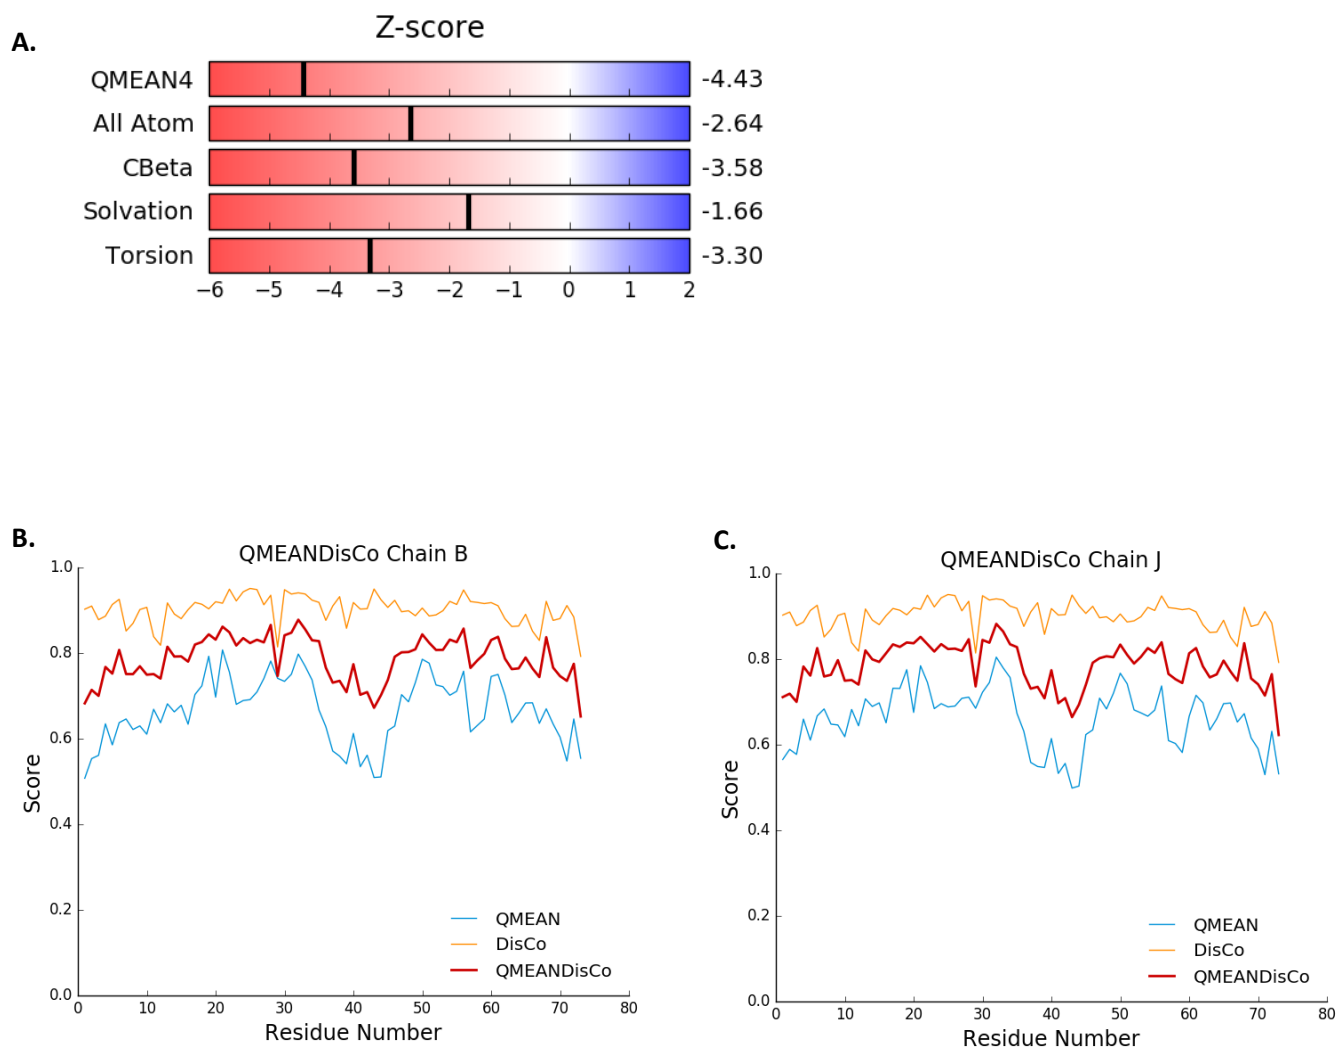 A.
Z-score
QMEAN4 -4.43
All Atom -2.64
CBeta -3.58
Solvation -1.66
Torsion -3.30
−6 −5 −4 −3 −2 −1 0 1 2
B.
QMEANDisCo Chain B
1.0
0.8
0.6
0.4
0.2
0.0
Score
QMEAN
DisCo
QMEANDisCo
0 10 20 30 40 50 60 70 80
Residue Number
C.
QMEANDisCo Chain J
1.0
0.8
0.6
0.4
0.2
0.0
Score
QMEAN
DisCo
QMEANDisCo
0 10 20 30 40 50 60 70 80
Residue Number